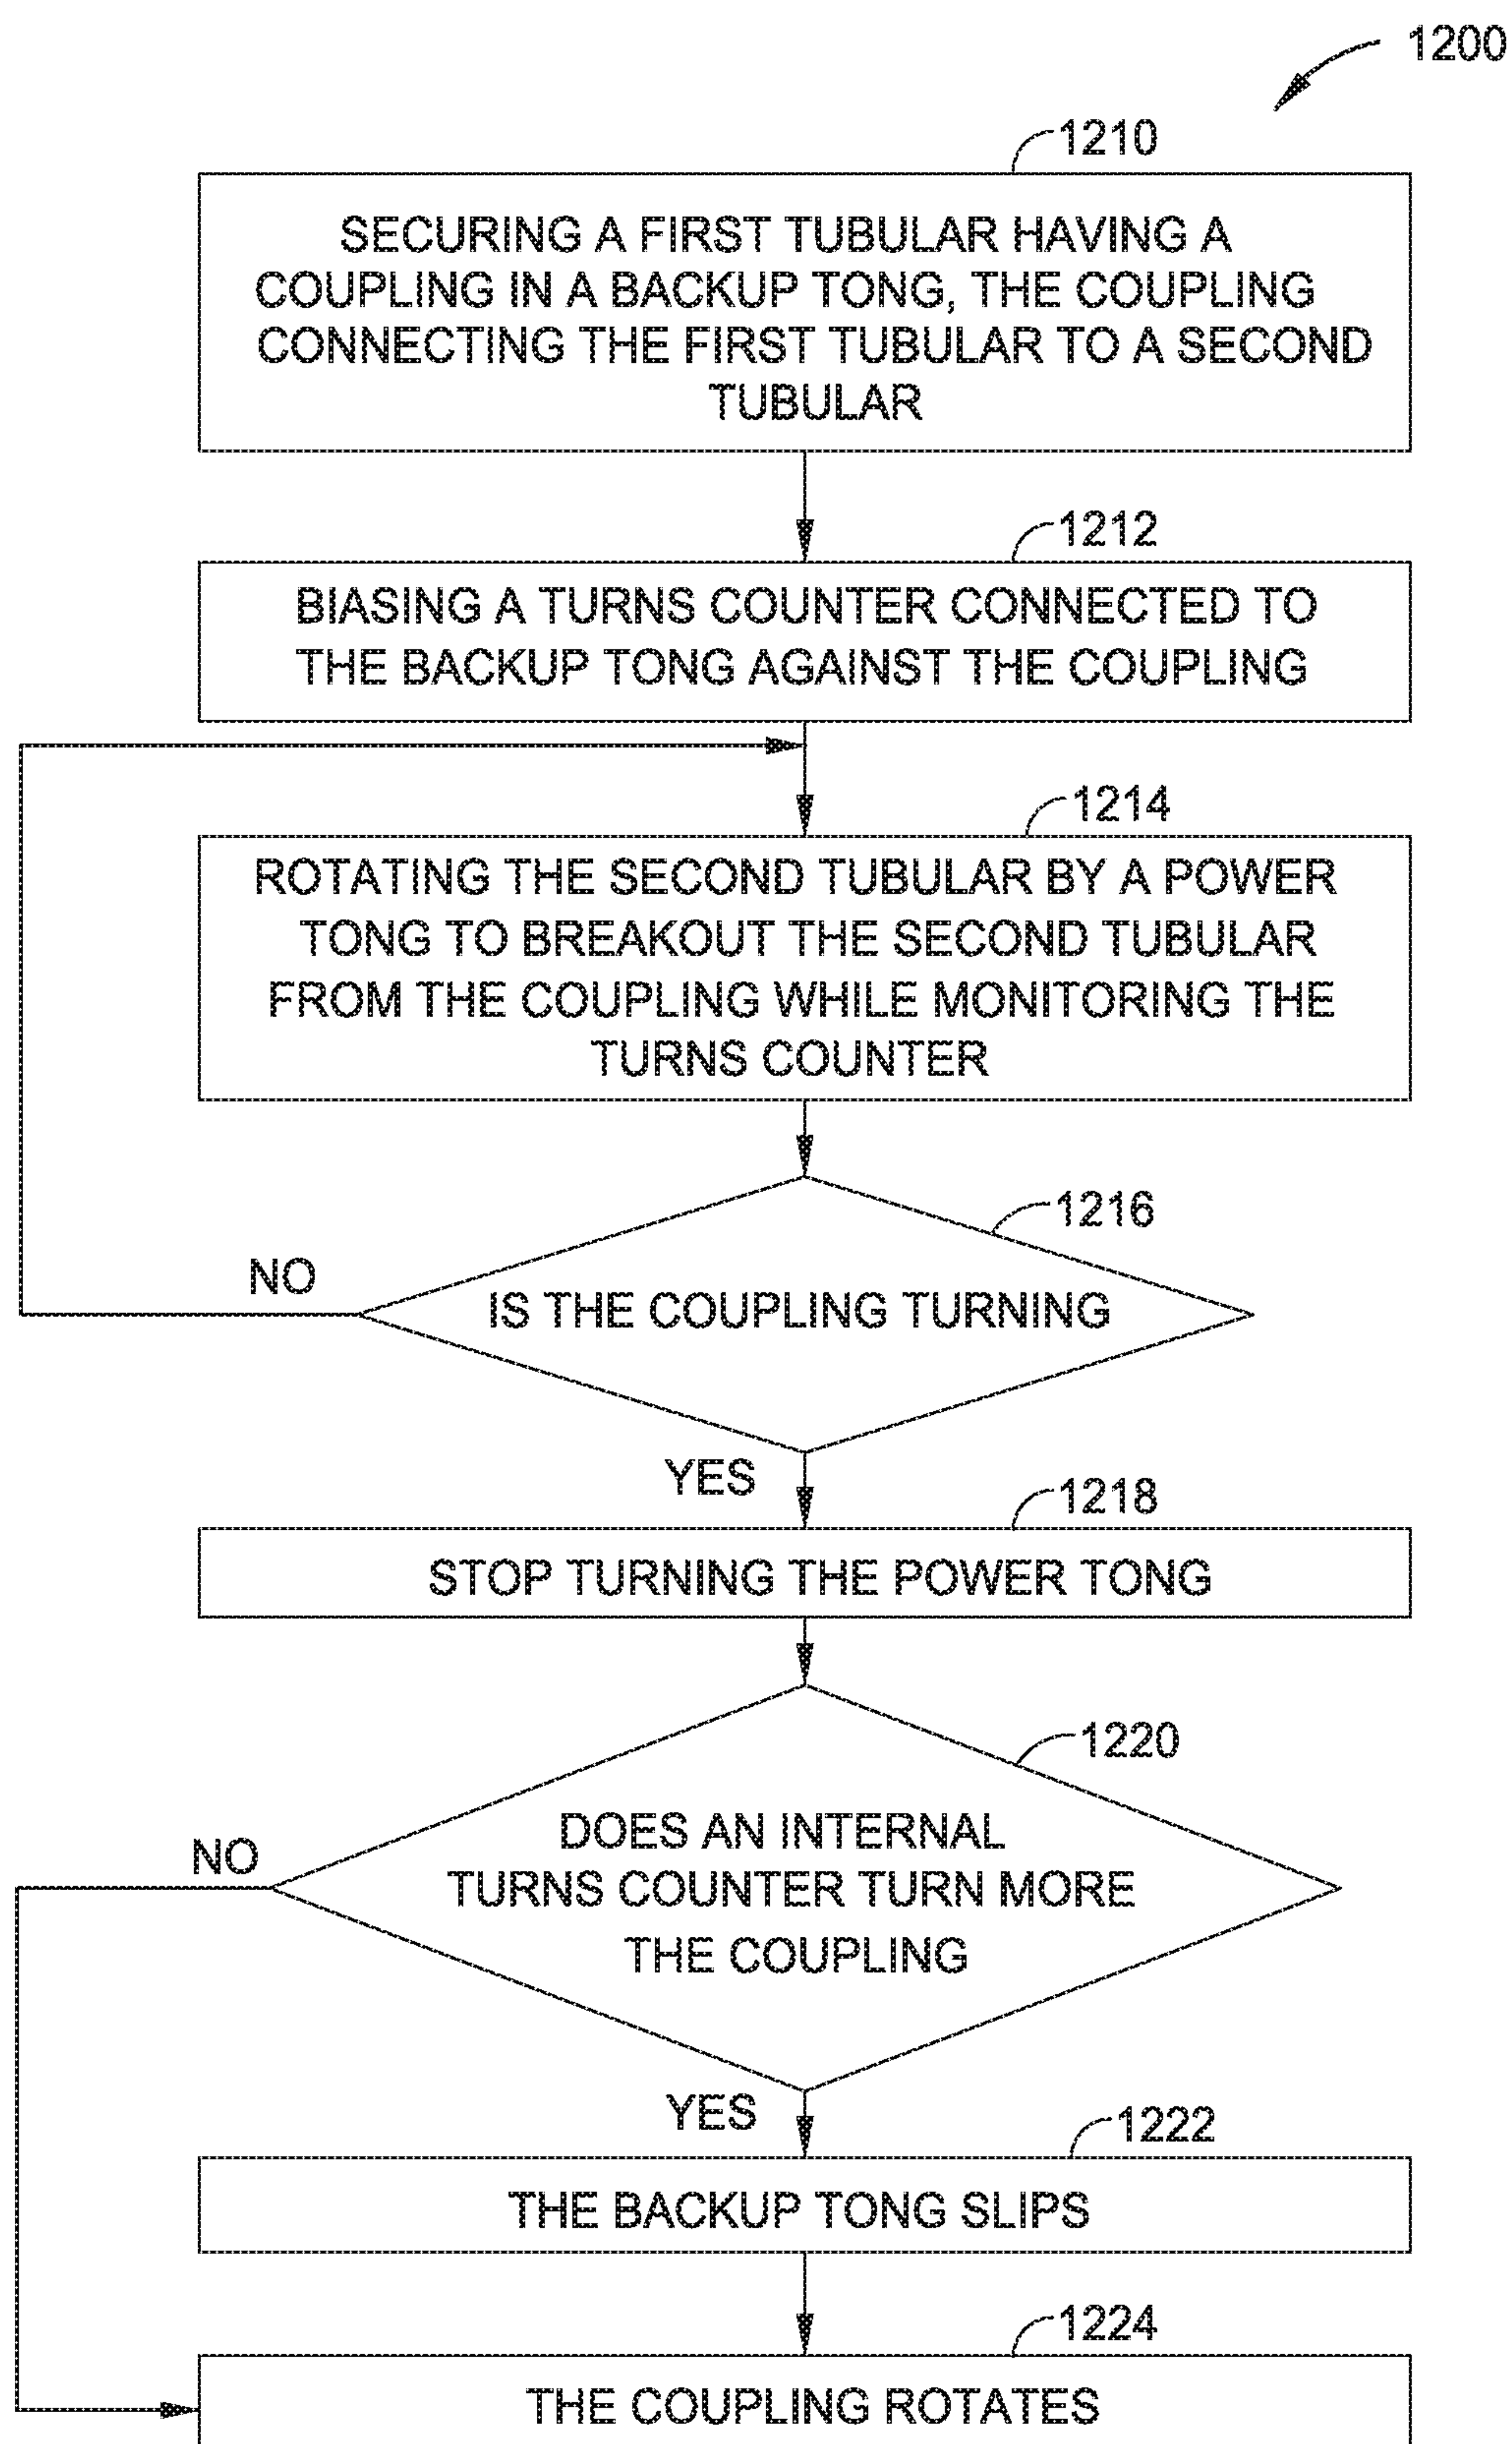 1200
1210
SECURING A FIRST TUBULAR HAVING A
COUPLING IN A BACKUP TONG, THE COUPLING
CONNECTING THE FIRST TUBULAR TO A SECOND
TUBULAR
1212
BIASING A TURNS COUNTER CONNECTED TO
THE BACKUP TONG AGAINST THE COUPLING
1214
ROTATING THE SECOND TUBULAR BY A POWER
TONG TO BREAKOUT THE SECOND TUBULAR
FROM THE COUPLING WHILE MONITORING THE
TURNS COUNTER
1216
NO
IS THE COUPLING TURNING
YES
1218
STOP TURNING THE POWER TONG
1220
NO
DOES AN INTERNAL
TURNS COUNTER TURN MORE
THE COUPLING
YES
1222
THE BACKUP TONG SLIPS
1224
THE COUPLING ROTATES